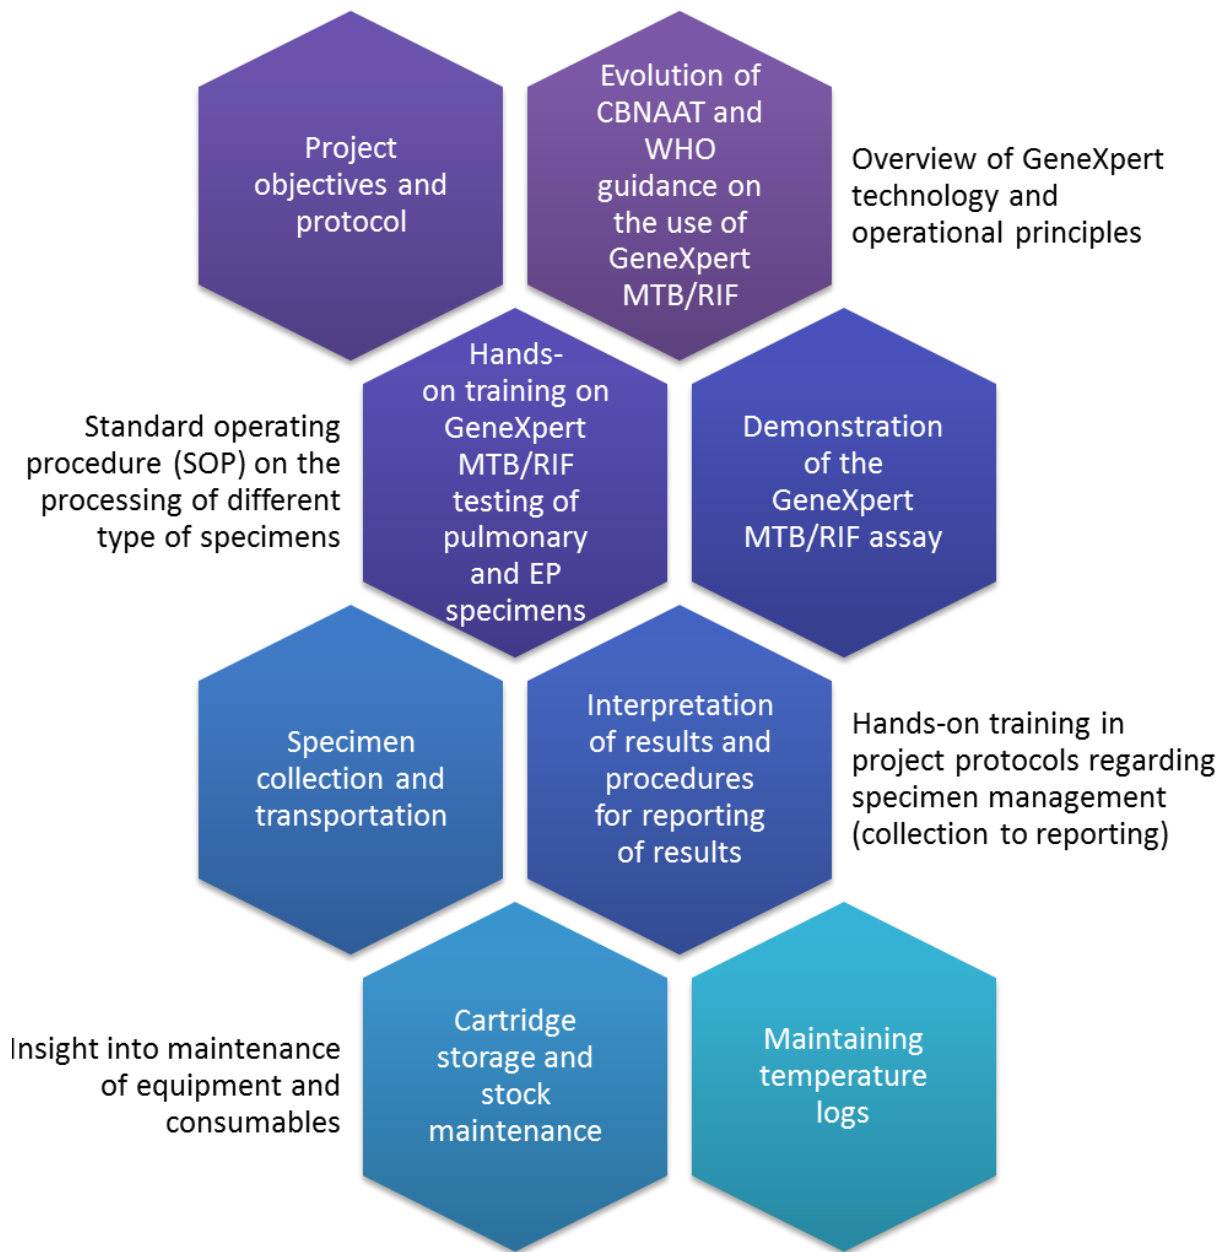 Project
objectives and
protocol
Evolution of
CBNAAT and
WHO
guidance on
the use of
GeneXpert
MTB/RIF
Overview of GeneXpert
technology and
operational principles
Standard operating
procedure (SOP) on the
processing of different
type of specimens
Hands-
on training on
GeneXpert
MTB/RIF
testing of
pulmonary
and EP
specimens
Demonstration
of the
GeneXpert
MTB/RIF assay
Specimen
collection and
transportation
Interpretation
of results and
procedures
for reporting
of results
Hands-on training in
project protocols regarding
specimen management
(collection to reporting)
Insight into maintenance
of equipment and
consumables
Cartridge
storage and
stock
maintenance
Maintaining
temperature
logs